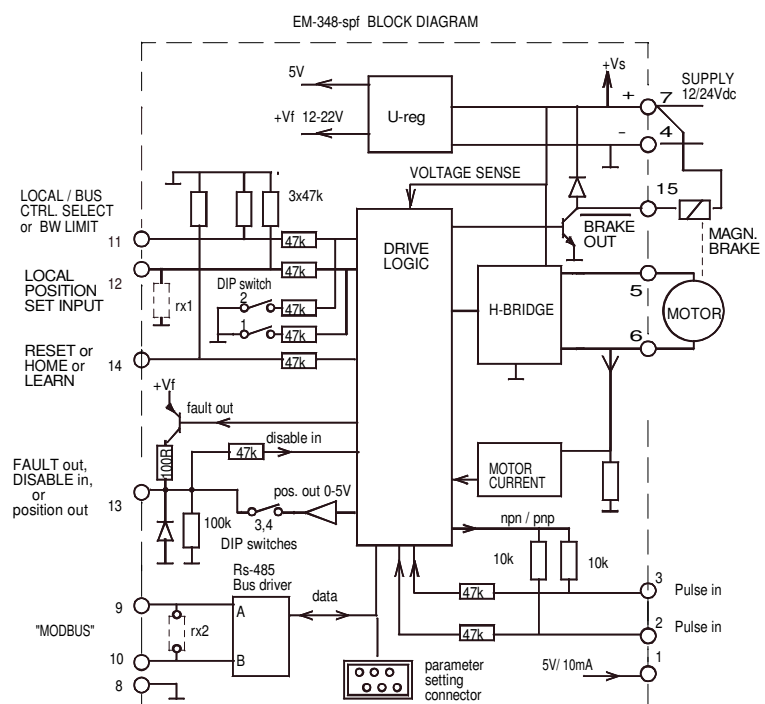 EM-348-spf BLOCK DIAGRAM
+Vs
5V
+Vf 12-22V
U-reg
+
-
7
4
SUPPLY
12/24Vdc
VOLTAGE SENSE
15
BRAKE
OUT
MAGN.
BRAKE
LOCAL / BUS
CTRL. SELECT
or BW LIMIT
11
3x47k
47k
LOCAL
POSITION
SET INPUT
12
47k
rx1
DIP switch
2
47k
1
47k
DRIVE
LOGIC
H-BRIDGE
5
6
MOTOR
RESET or
HOME or
LEARN
14
47k
+Vf
fault out
100R
disable in
47k
FAULT out,
DISABLE in,
or
position out
13
100k
3,4
DIP switches
pos. out 0-5V
MOTOR
CURRENT
npn / pnp
10k
10k
Rs-485
Bus driver
"MODBUS"
9
10
8
rx2
A
B
data
47k
3
Pulse in
47k
2
Pulse in
5V/ 10mA
1
parameter
setting
connector